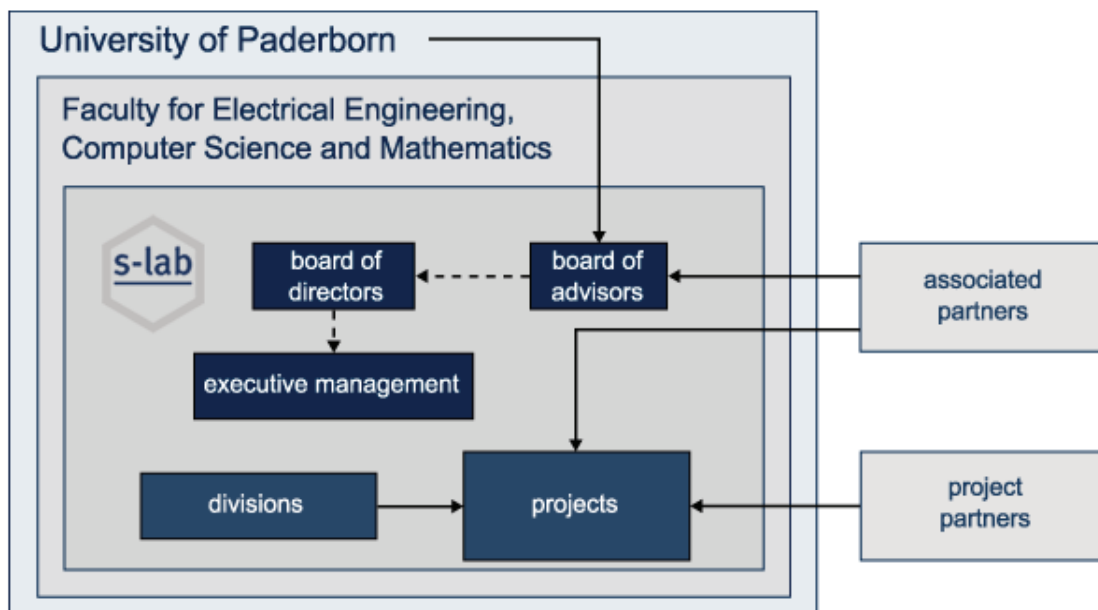 University of Paderborn
Faculty for Electrical Engineering,
Computer Science and Mathematics
s-lab
board of
directors
board of
advisors
associated
partners
executive management
divisions
projects
project
partners